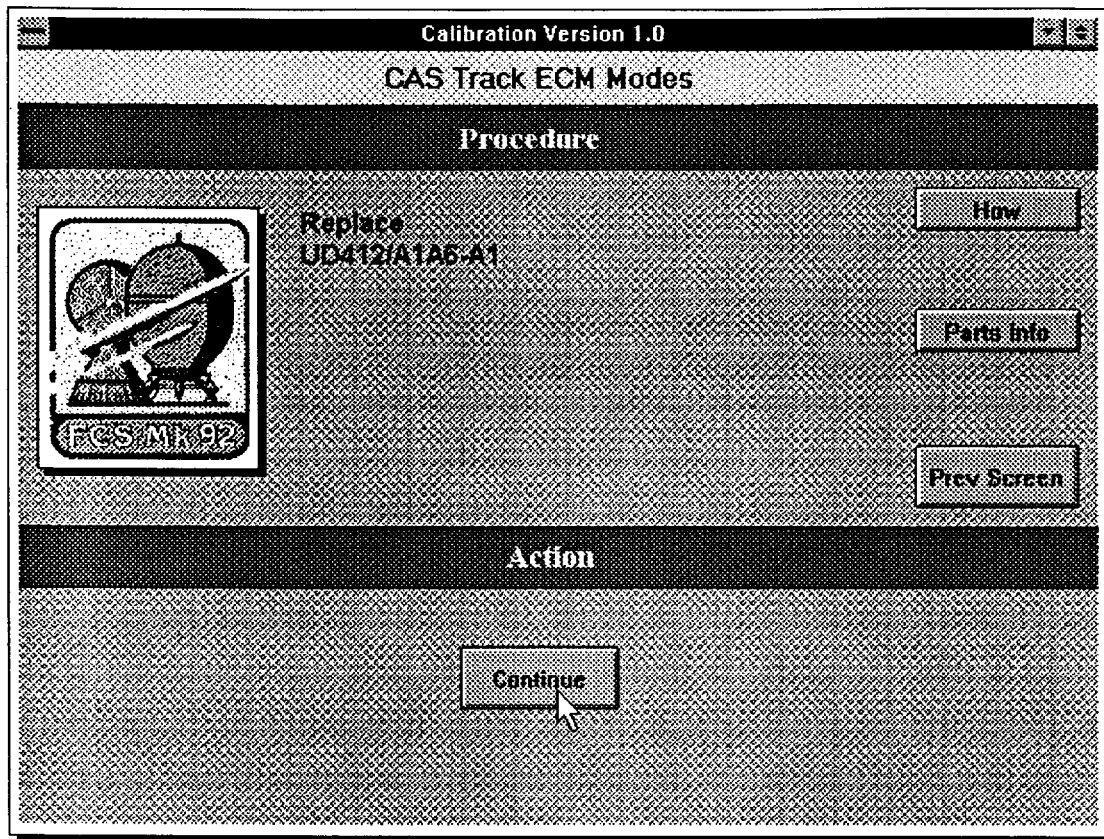 Calibration Version 1.0
CAS Track ECM Modes
Procedure
Replace
UD412/A1A6-A1
How
Parts Info
Prev Screen
FCS Mk 92
Action
Continue